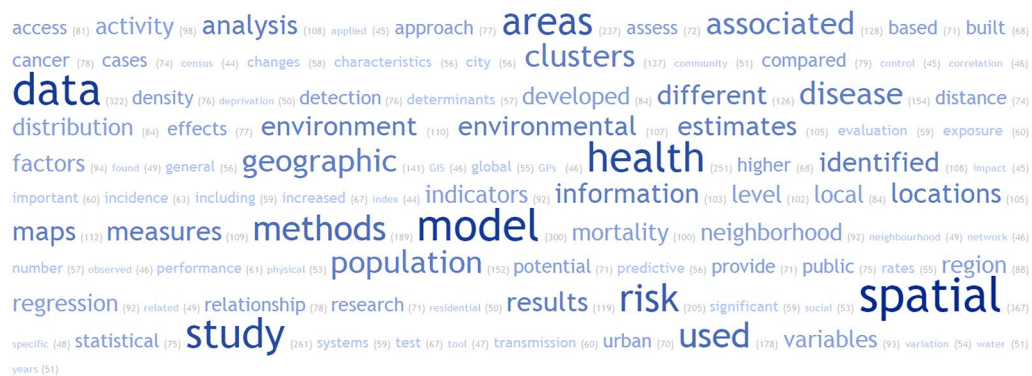 access (81) activity (98) analysis (108) applied (45) approach (77) areas (237) assess (72) associated (128) based (71) built (68)
cancer (78) cases (74) census (44) changes (58) characteristics (56) city (56) clusters (137) community (51) compared (79) control (45) correlation (46)
data (322) density (76) deprivation (50) detection (76) determinants (57) developed (84) different (126) disease (154) distance (74)
distribution (84) effects (77) environment (110) environmental (107) estimates (105) evaluation (59) exposure (60)
factors (94) found (49) general (56) geographic (141) GIS (46) global (55) GPs (46) health (251) higher (68) identified (108) impact (45)
important (60) incidence (63) including (59) increased (67) index (44) indicators (92) information (103) level (102) local (84) locations (105)
maps (112) measures (109) methods (189) model (300) mortality (100) neighborhood (92) neighbourhood (49) network (46)
number (57) observed (46) performance (61) physical (53) population (152) potential (71) predictive (56) provide (71) public (75) rates (55) region (88)
regression (92) related (49) relationship (78) research (71) residential (50) results (119) risk (205) significant (59) social (51) spatial (367)
specific (48) statistical (75) study (261) systems (59) test (67) tool (47) transmission (60) urban (70) used (178) variables (93) variation (54) water (51)
years (51)